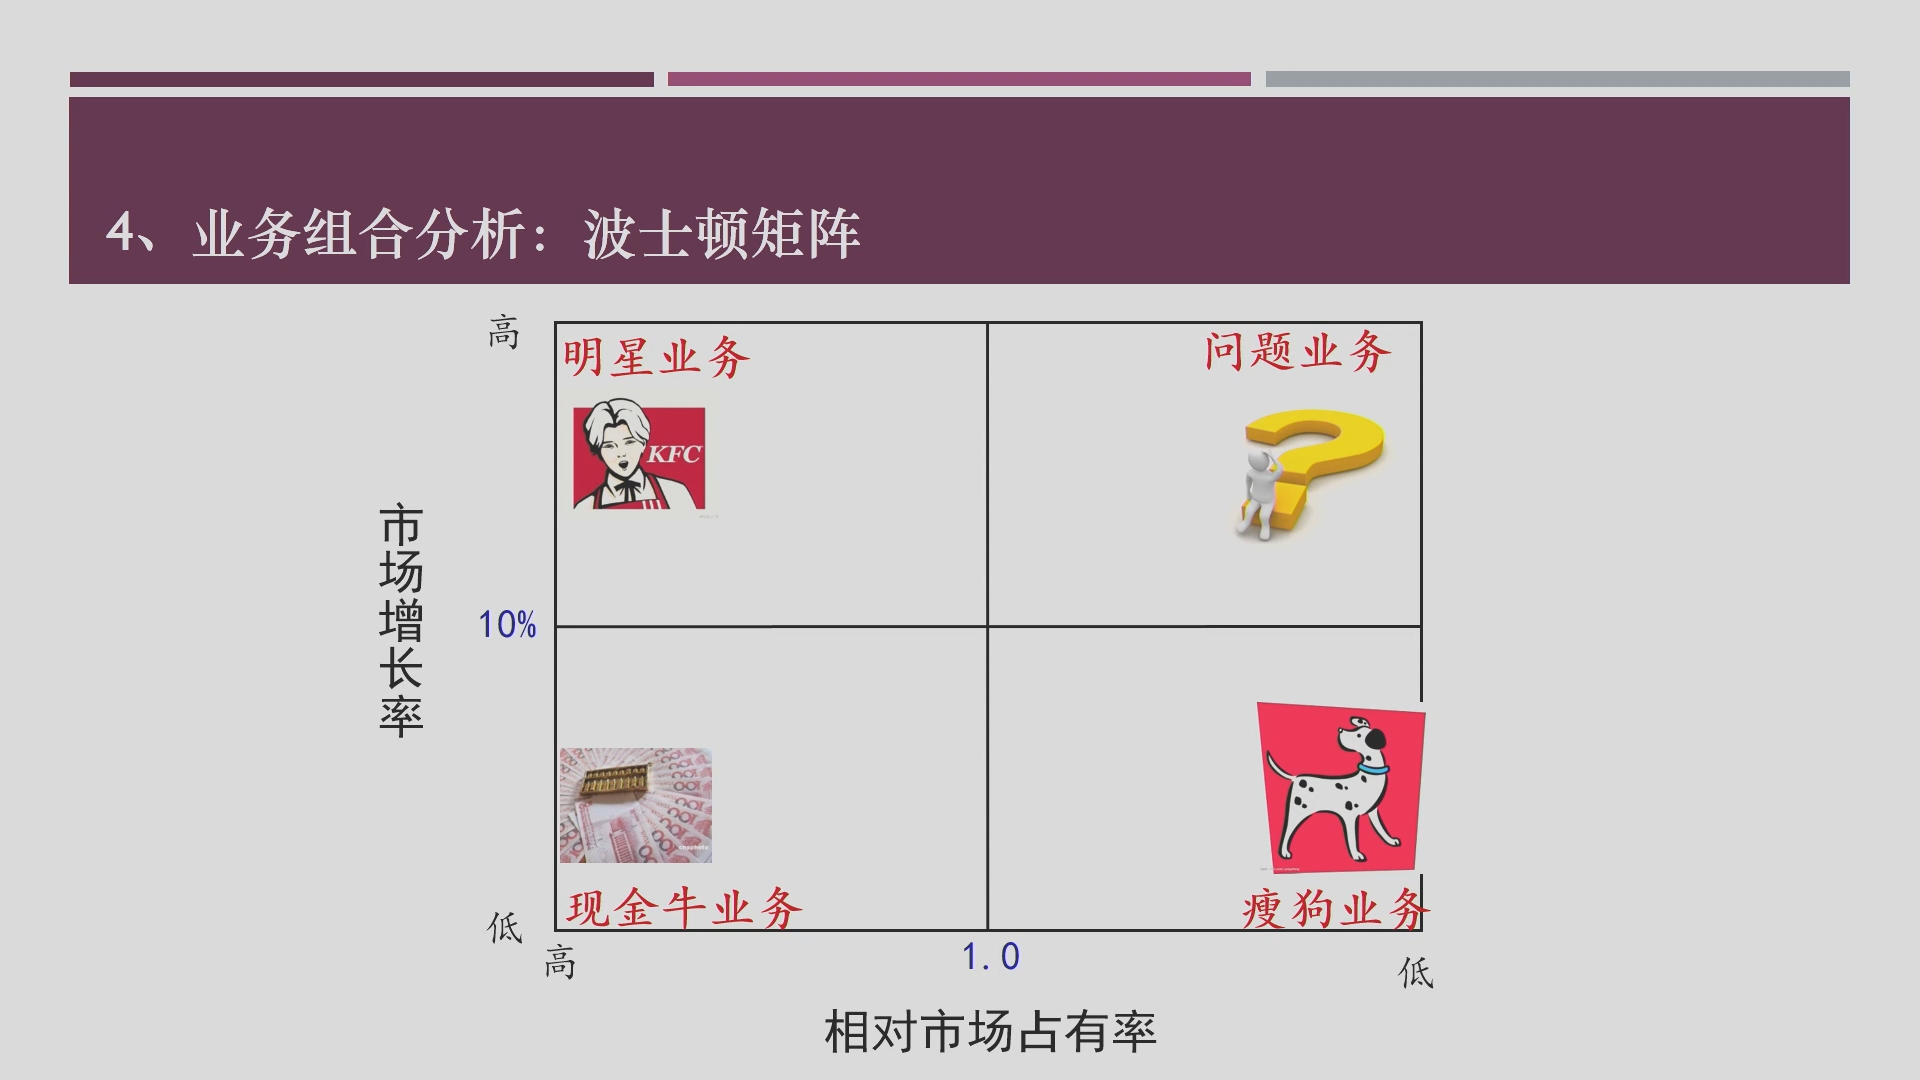 4、业务组合分析：波士顿矩阵
高
明星业务
问题业务
KFC
市场增长率
10%
现金牛业务
瘦狗业务
低
高
1.0
低
相对市场占有率